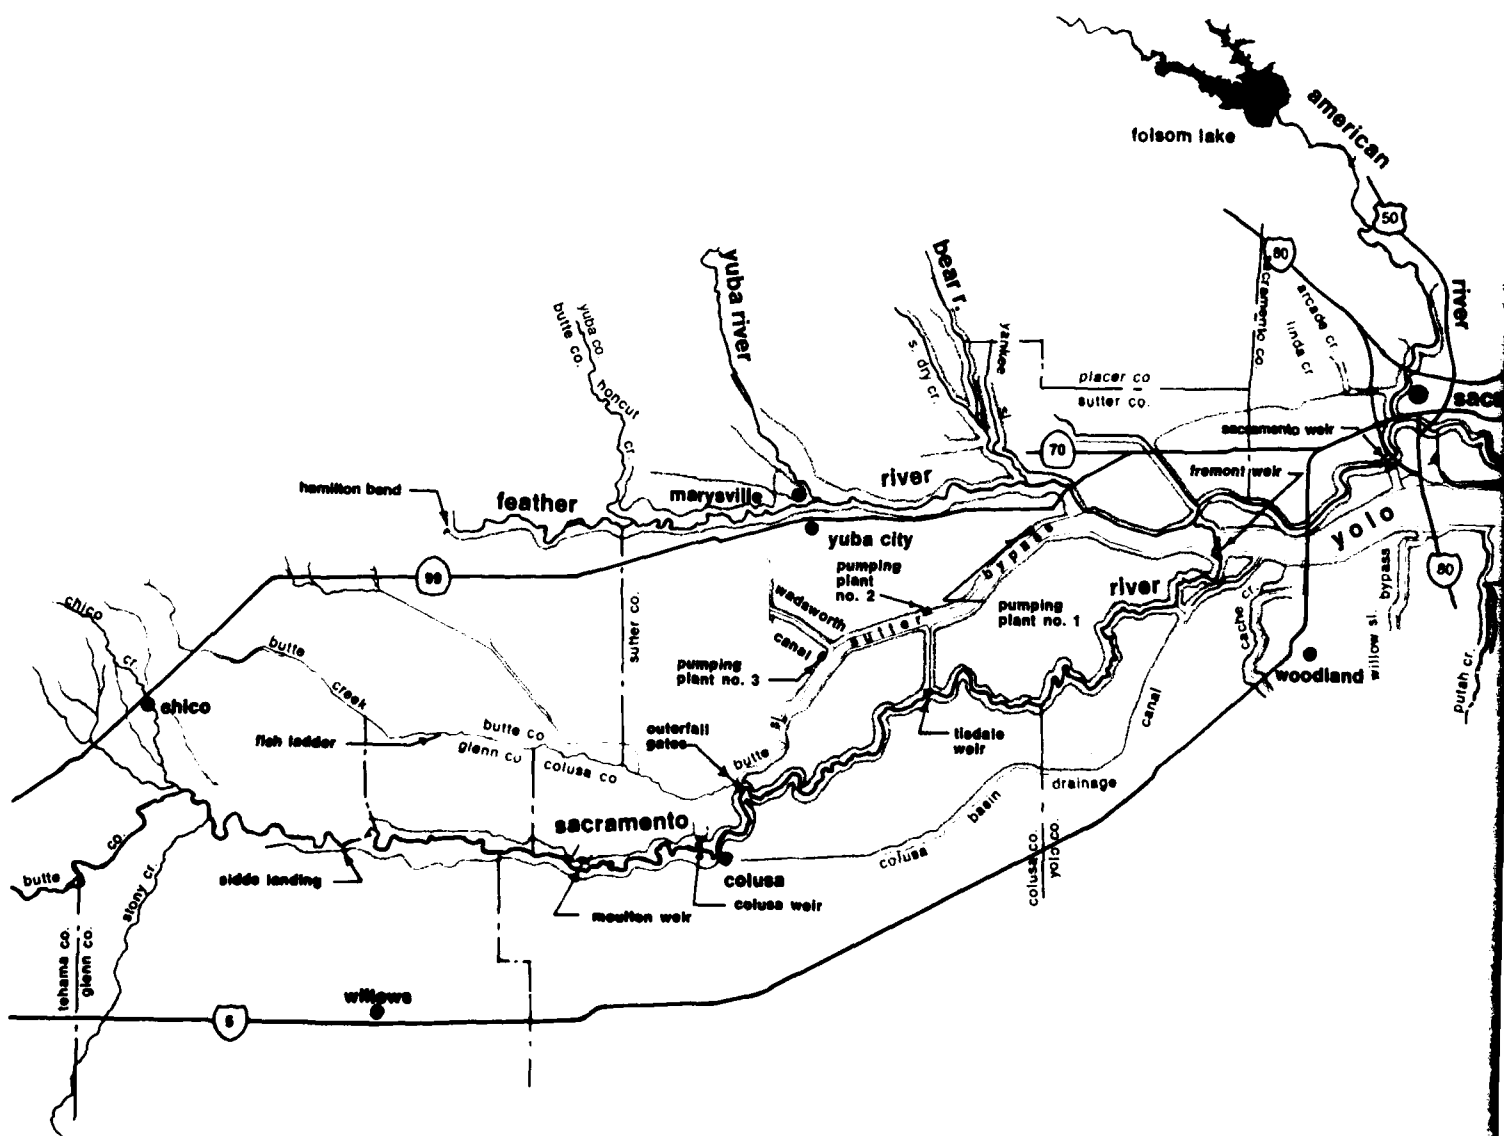 american
folsom lake
50
80
river
sacramento co.
arcade cr.
linda cr
bear r.
yankee
sl.
s. dry cr.
placer co
sutter co.
yuba river
yuba co.
butte co.
honcut
cr.
sacramento weir
70
fremont weir
hamilton bend
feather
marysville
river
yuba city
yolo
bypass
99
pumping
plant
no. 2
wadsworth
canal
sutter
bypass
pumping
plant no. 1
river
cache cr.
willow sl.
80
putah cr.
woodland
chico
cr.
chico
butte
creek
sutter co.
pumping
plant no. 3
butte
sl.
outerfall
gates
fish ladder
butte co
glenn co
colusa co
tisdale
weir
canal
drainage
basin
colusa
sacramento
colusa
colusa weir
moulton weir
sidds landing
butte
co.
stony cr.
colusa co.
yolo co.
tehama co.
glenn co.
willows
5